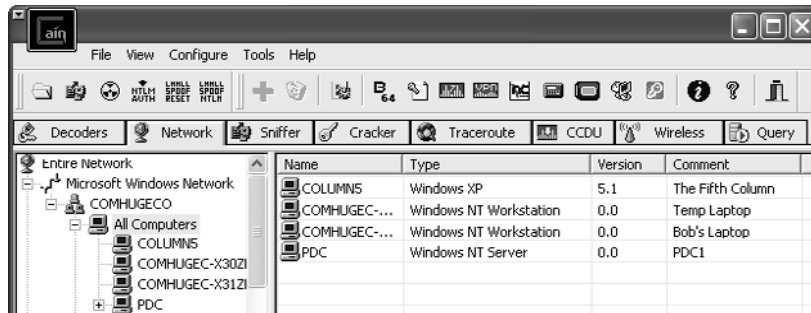 aín
File View Configure Tools Help
NTLM AUTH
SPOOF RESET
SPOOF NTLM
B64
Decoders Network Sniffer Cracker Traceroute CCDU Wireless Query
Entire Network
Microsoft Windows Network
COMHUGECO
All Computers
COLUMN5
COMHUGEC-X30ZI
COMHUGEC-X31ZI
PDC
Name Type Version Comment
COLUMN5 Windows XP 5.1 The Fifth Column
COMHUGEC-... Windows NT Workstation 0.0 Temp Laptop
COMHUGEC-... Windows NT Workstation 0.0 Bob's Laptop
PDC Windows NT Server 0.0 PDC1